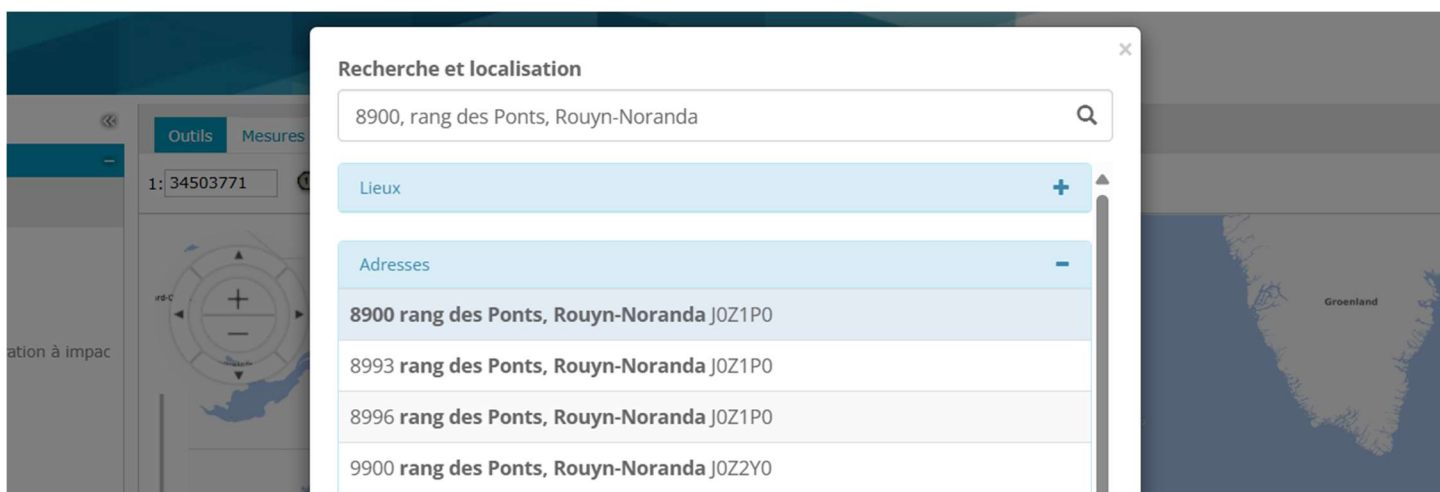 Recherche et localisation
×
8900, rang des Ponts, Rouyn-Noranda
Outils Mesures
1: 34503771
Lieux
Adresses
8900 rang des Ponts, Rouyn-Noranda J0Z1P0
8993 rang des Ponts, Rouyn-Noranda J0Z1P0
8996 rang des Ponts, Rouyn-Noranda J0Z1P0
9900 rang des Ponts, Rouyn-Noranda J0Z2Y0
ation à impac
Groenland